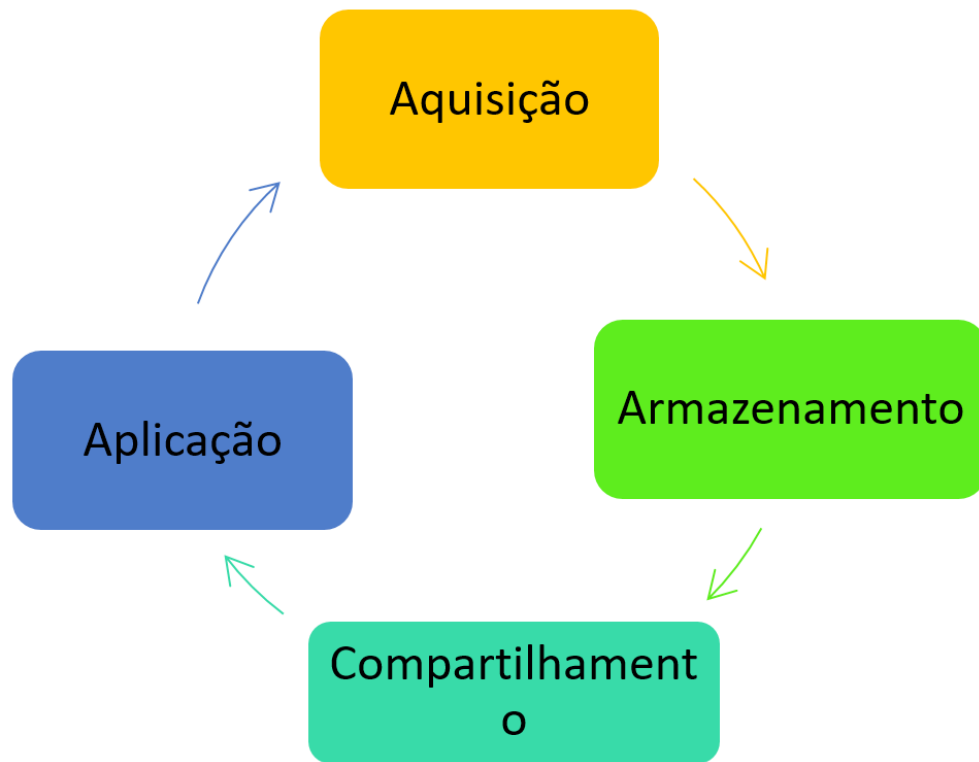 Aquisição
Armazenamento
Aplicação
Compartilhament
o